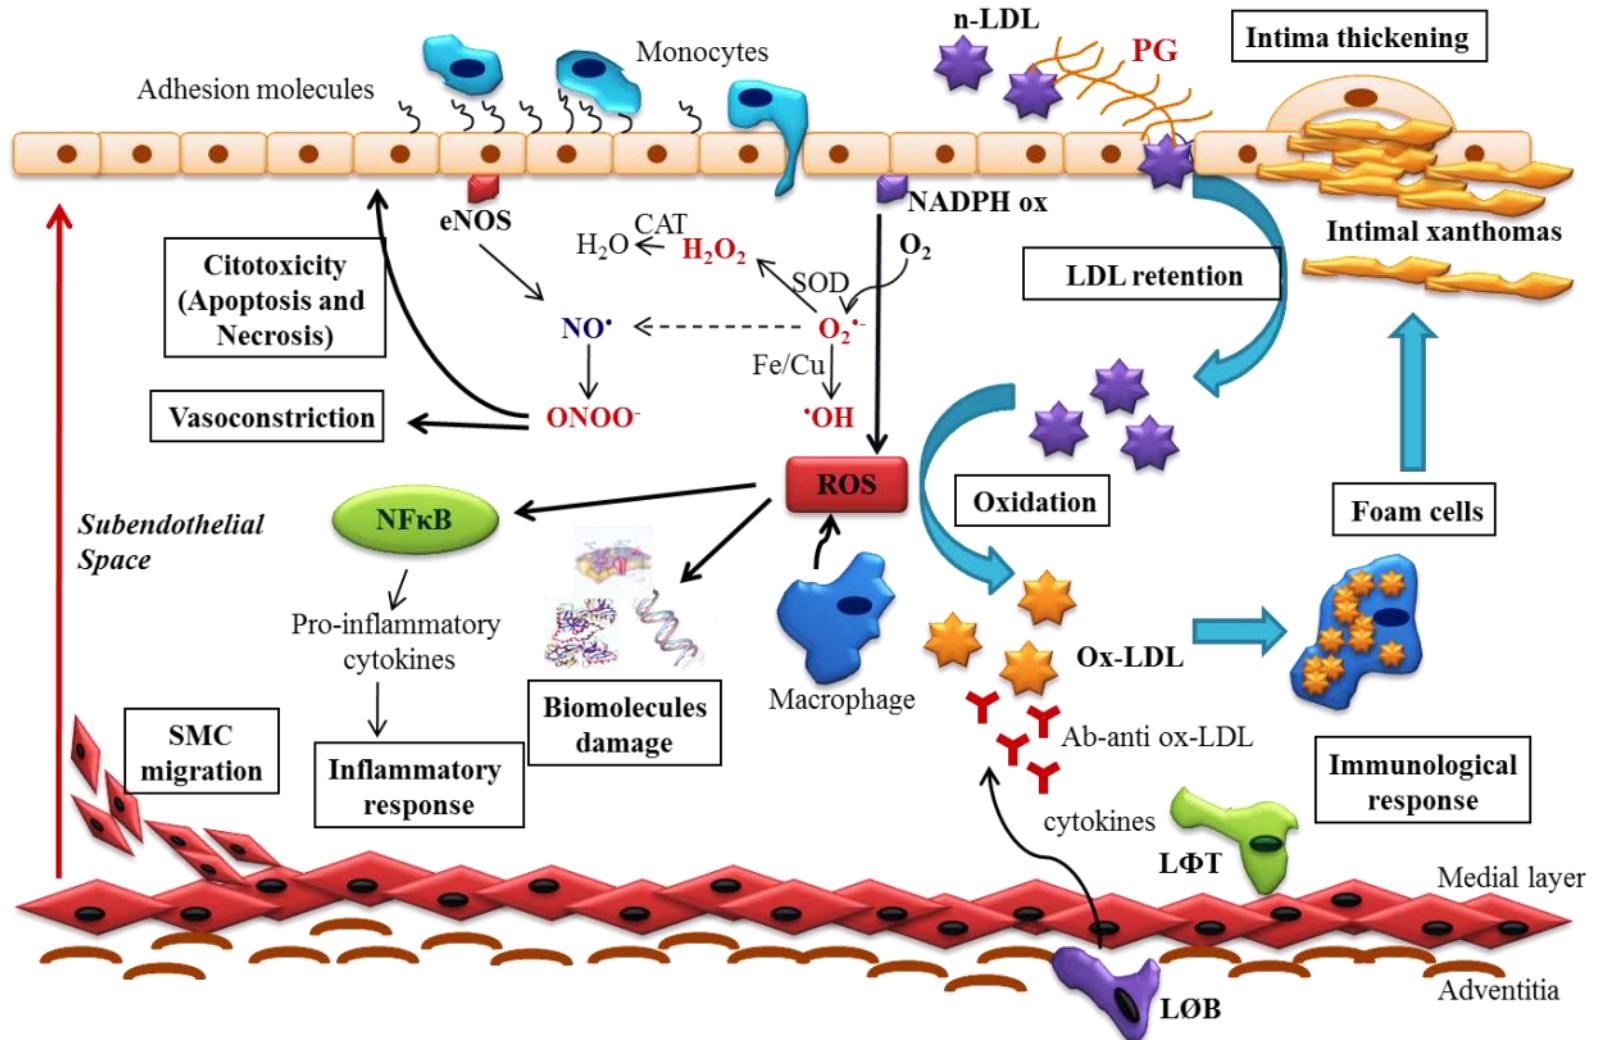 n-LDL
PG
Intima thickening
Monocytes
Adhesion molecules
eNOS
NADPH ox
CAT
H₂O
H₂O₂
O₂
SOD
Intimal xanthomas
LDL retention
Citotoxicity
(Apoptosis and
Necrosis)
NO•
O₂•-
Fe/Cu
Vasoconstriction
ONOO-
•OH
ROS
Oxidation
Foam cells
NFκB
Subendothelial
Space
Pro-inflammatory
cytokines
Ox-LDL
Macrophage
Biomolecules
damage
SMC
migration
Inflammatory
response
Ab-anti ox-LDL
Immunological
response
cytokines
LΦT
Medial layer
Adventitia
LØB